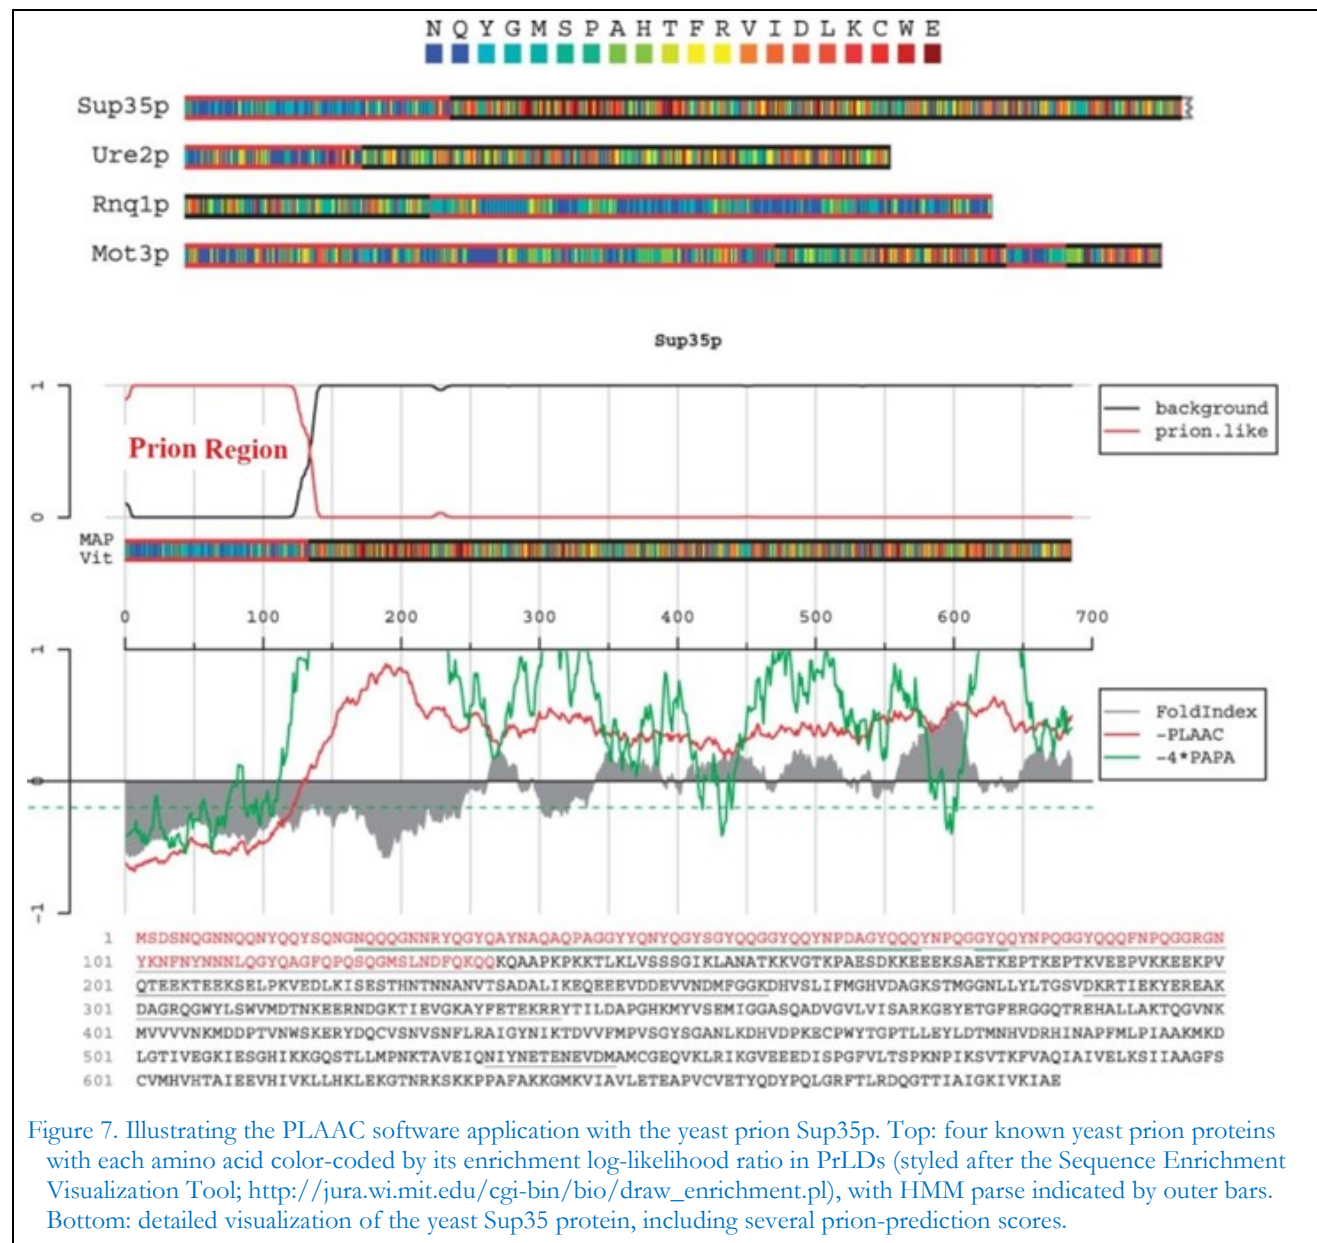 N Q Y G M S P A H T F R V I D L K C W E
Sup35p
Ure2p
Rnq1p
Mot3p
Sup35p
1
0
Prion Region
background
prion.like
MAP
Vit
0 100 200 300 400 500 600 700
1
0
-1
FoldIndex
-PLAAC
-4*PAPA
1 MSDSNQGNNQQNYQQYSQNGNQQQGNNRYQGYQAYNAQAQPAGGYYQNYQGYSGYQQGGYQQYNPDAGYQQQYNPQGGYQQYNPQGGYQQQFNPQGGRGN
101 YKNFNYNNNLQGYQAGFQPQSQGMSLNDFQKQQKQAAPKPKKTLKLVSSSGIKLANATKKVGTKPAESDKKEEEKSAETKEPTKEPTKVEEPVKKEEKPV
201 QTEEKTEEKSELPKVEDLKISESTHNTNNANVTSADALIKEQEEEVDDEVVNDMFGGKDHVSLIFMGHVDAGKSTMGGNLLYLTGSVDKRTIEKYEREAK
301 DAGRQGWYLSWVMDTNKEERNDGKTIEVGKAYFETEKRRYTILDAPGHKMYVSEMIGGASQADVGVLVISARKGEYETGFERGGQTREHALLAKTQGVNK
401 MVVVVNKMDDPTVNWSKERYDQCVSNVSNFLRAIGYNIKTDVVFMPVSGYSGANLKDHVDPKECPWYTGPTLLEYLDTMNHVDRHINAPFMLPIAAKMKD
501 LGTIVEGKIESGHIKKGQSTLLMPNKTAVEIQNIYNETENEVDMAMCGEQVKLRIKGVEEEDISPGFVLTSPKNPIKSVTKFVAQIAIVELKSIIAAGFS
601 CVMHVHTAIEEVHIVKLLHKLEKGTNRKSKKPPAFAKKGMKVIAVLETEAPVCVETYQDYPQLGRFTLRDQGTTIAIGKIVKIAE
Figure 7. Illustrating the PLAAC software application with the yeast prion Sup35p. Top: four known yeast prion proteins
with each amino acid color-coded by its enrichment log-likelihood ratio in PrLDs (styled after the Sequence Enrichment
Visualization Tool; http://jura.wi.mit.edu/cgi-bin/bio/draw_enrichment.pl), with HMM parse indicated by outer bars.
Bottom: detailed visualization of the yeast Sup35 protein, including several prion-prediction scores.